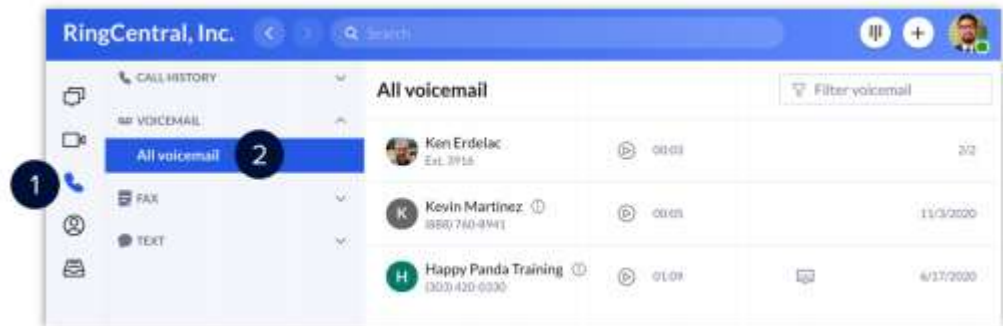 RingCentral, Inc.
Search
CALL HISTORY
VOICEMAIL
All voicemail
2
1
FAX
TEXT
All voicemail
Filter voicemail
Ken Erdelac
Ext. 3916
00:03
2/2
K
Kevin Martinez
(888) 760-8941
00:05
11/3/2020
H
Happy Panda Training
(303) 420-0330
01:09
6/17/2020